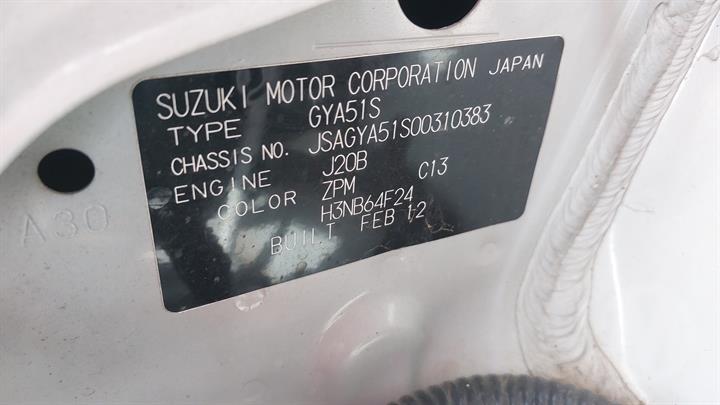 SUZUKI MOTOR CORPORATION JAPAN
TYPE GYA51S
CHASSIS NO. JSAGYA51S00310383
ENGINE J20B
COLOR ZPM C13
H3NB64F24
BUILT FEB 12
A30